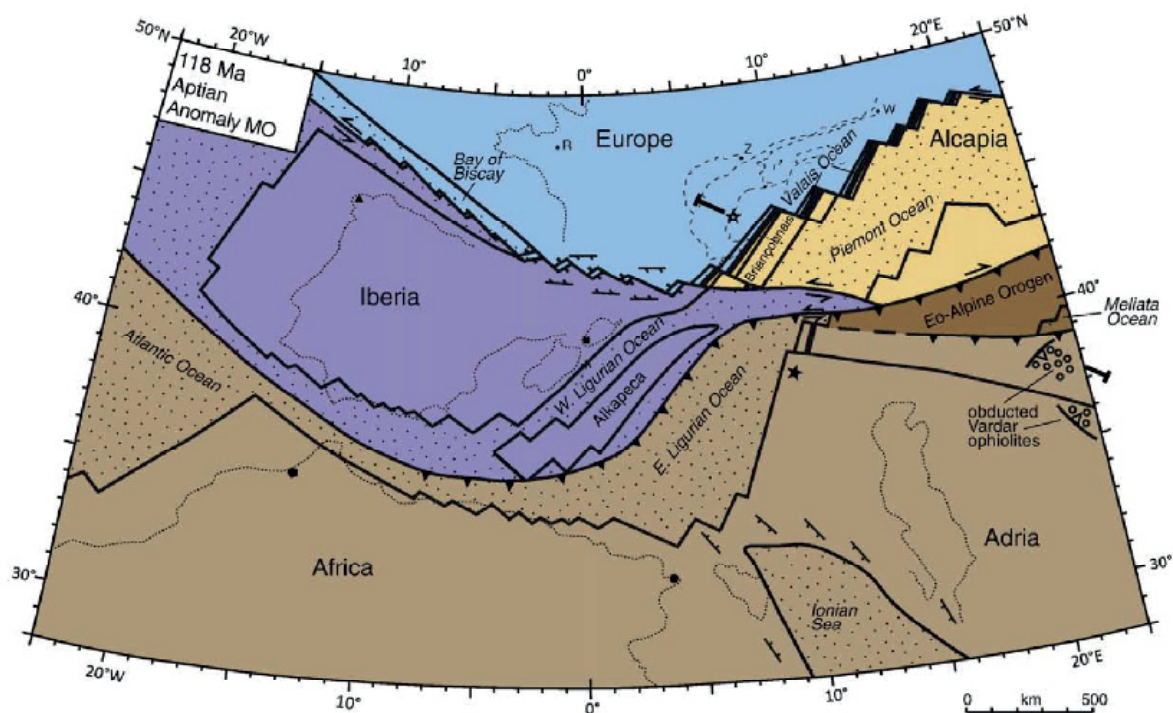 50°N
20°W
10°
0°
10°
20°E
50°N
118 Ma
Aptian
Anomaly MO
Europe
R
Bay of
Biscay
Z
W
Valais Ocean
Alcapia
Briançonnais
Piemont Ocean
Iberia
40°
40°
Eo-Alpine Orogen
Meliata
Ocean
Atlantic Ocean
W. Ligurian Ocean
Alkapeca
E. Ligurian Ocean
obducted
Vardar
ophiolites
Africa
Adria
30°
30°
Ionian
Sea
20°W
10°
0°
10°
20°E
0 km 500